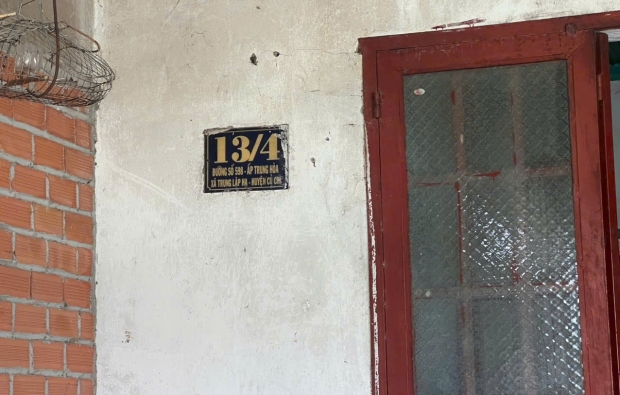 13/4
ĐƯỜNG SỐ 598 - ẤP TRUNG HÒA
XÃ TRUNG LẬP HẠ - HUYỆN CỦ CHI